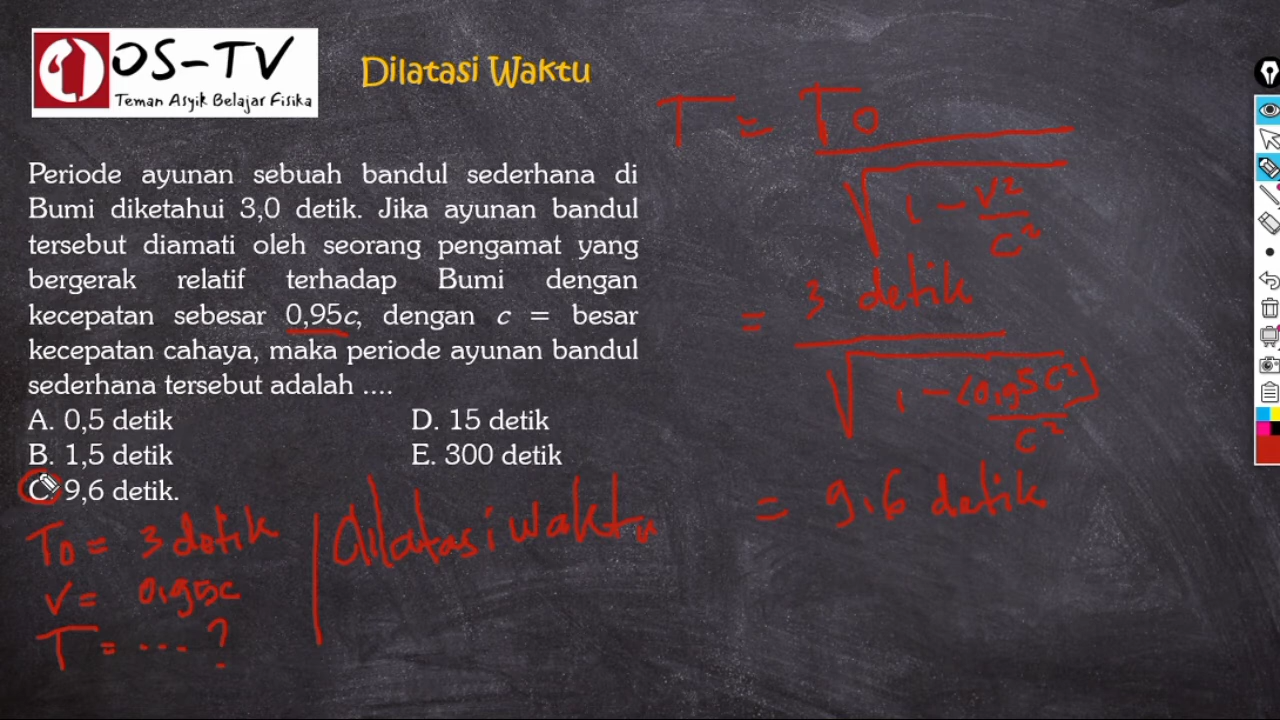 OS-TV
Teman Asyik Belajar Fisika
Dilatasi Waktu
Periode ayunan sebuah bandul sederhana di
Bumi diketahui 3,0 detik. Jika ayunan bandul
tersebut diamati oleh seorang pengamat yang
bergerak relatif terhadap Bumi dengan
kecepatan sebesar 0,95c, dengan c = besar
kecepatan cahaya, maka periode ayunan bandul
sederhana tersebut adalah ....
A. 0,5 detik
B. 1,5 detik
C. 9,6 detik.
D. 15 detik
E. 300 detik
T0 = 3 detik
V = 0,95c
T = ... ?
dilatasi waktu
T = T0
√ 1 - V²
C²
= 3 detik
√ 1 - (0,95C²)
C²
= 9,6 detik